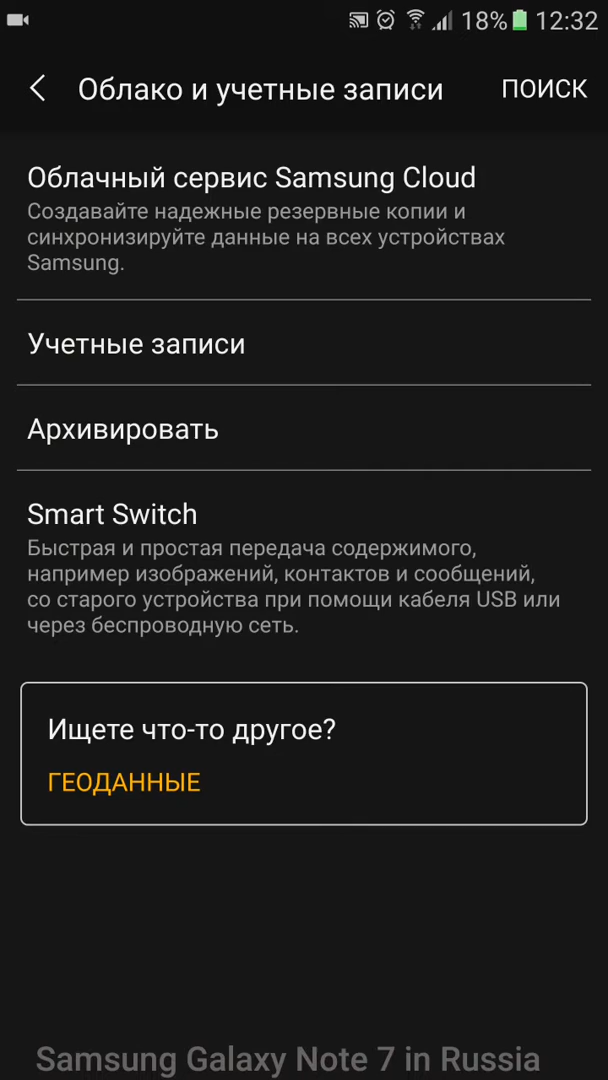 18% 12:32
Облако и учетные записи ПОИСК
Облачный сервис Samsung Cloud
Создавайте надежные резервные копии и
синхронизируйте данные на всех устройствах
Samsung.
Учетные записи
Архивировать
Smart Switch
Быстрая и простая передача содержимого,
например изображений, контактов и сообщений,
со старого устройства при помощи кабеля USB или
через беспроводную сеть.
Ищете что-то другое?
ГЕОДАННЫЕ
Samsung Galaxy Note 7 in Russia